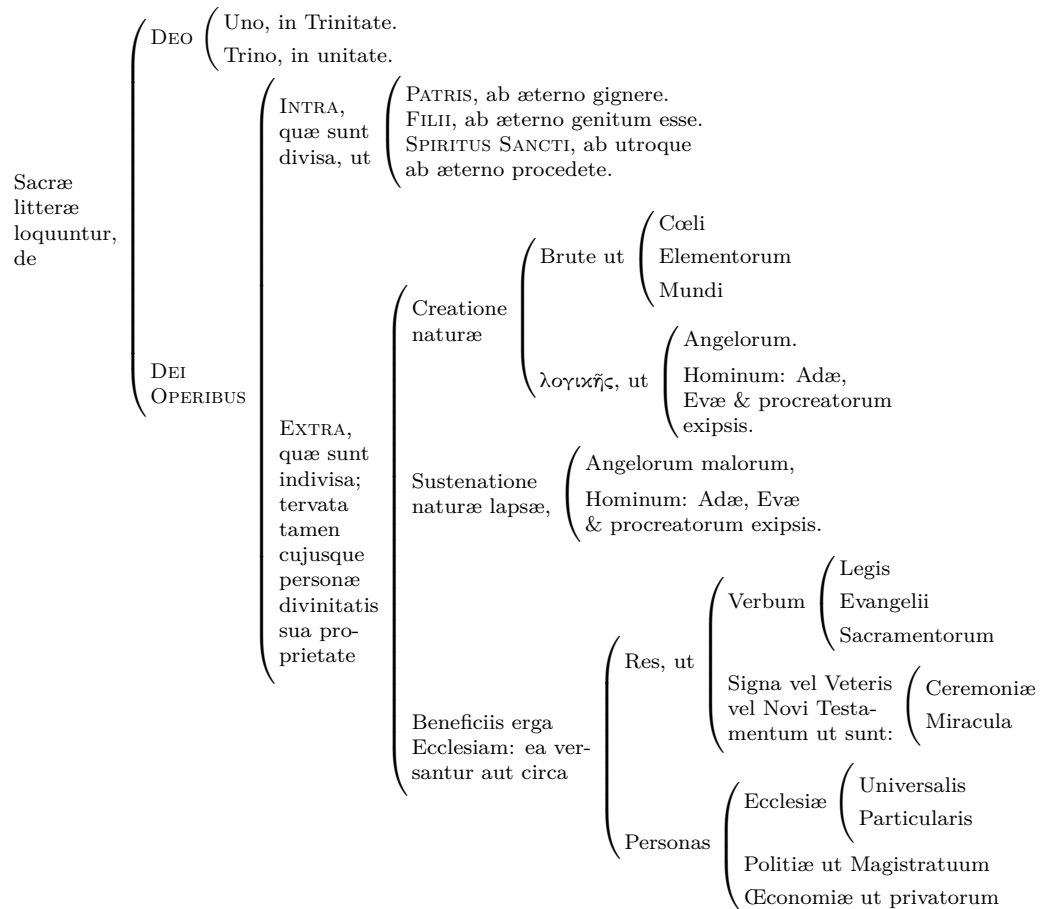 Sacræ
litteræ
loquuntur,
de
DEO
Uno, in Trinitate.
Trino, in unitate.
DEI
OPERIBUS
INTRA,
quæ sunt
divisa, ut
PATRIS, ab æterno gignere.
FILII, ab æterno genitum esse.
SPIRITUS SANCTI, ab utroque
ab æterno procedete.
EXTRA,
quæ sunt
indivisa;
tervata
tamen
cujusque
personæ
divinitatis
sua pro-
prietate
Creatione
naturæ
Brute ut
Cœli
Elementorum
Mundi
λογικῆς, ut
Angelorum.
Hominum: Adæ,
Evæ & procreatorum
exipsis.
Sustenatione
naturæ lapsæ,
Angelorum malorum,
Hominum: Adæ, Evæ
& procreatorum exipsis.
Beneficiis erga
Ecclesiam: ea ver-
santur aut circa
Res, ut
Verbum
Legis
Evangelii
Sacramentorum
Signa vel Veteris
vel Novi Testa-
mentum ut sunt:
Ceremoniæ
Miracula
Personas
Ecclesiæ
Universalis
Particularis
Politiæ ut Magistratuum
Œconomiæ ut privatorum